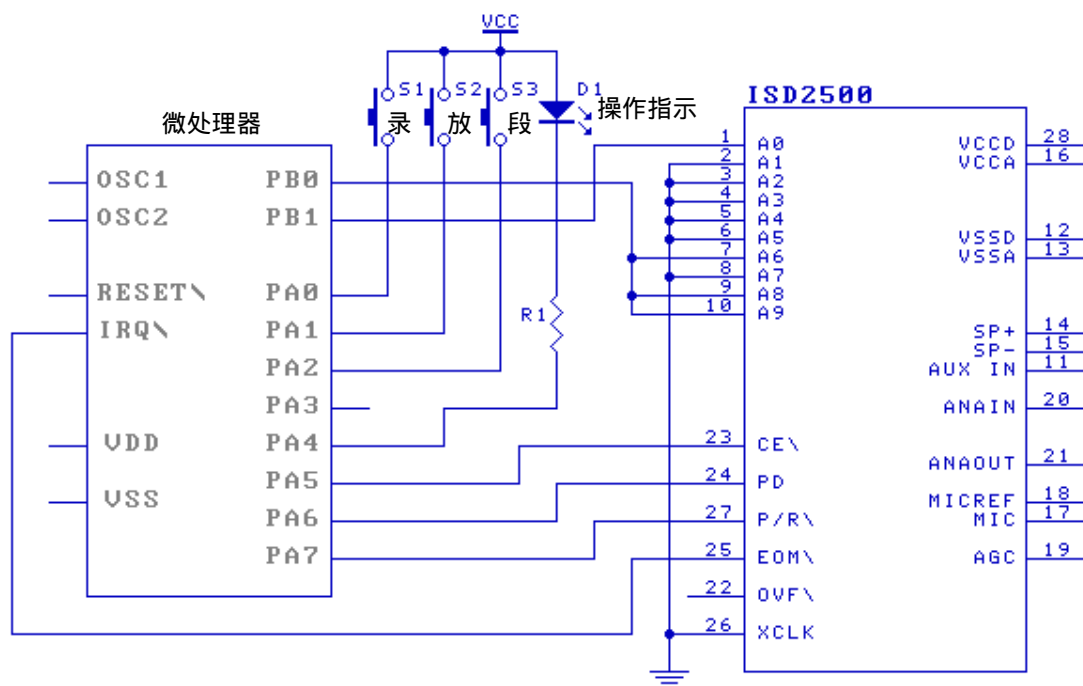 VCC
S1
S2
S3
D1
录
放
段
操作指示
微处理器
OSC1
OSC2
RESET\
IRQ\
VDD
VSS
PB0
PB1
PA0
PA1
PA2
PA3
PA4
PA5
PA6
PA7
R1
ISD2500
1 A0
2 A1
3 A2
4 A3
5 A4
6 A5
7 A6
8 A7
9 A8
10 A9
23 CE\
24 PD
27 P/R\
25 EOM\
22 OVF\
26 XCLK
VCCD 28
VCCA 16
VSSD 12
VSSA 13
SP+ 14
SP- 15
AUX IN 11
ANAIN 20
ANAOUT 21
MICREF 18
MIC 17
AGC 19